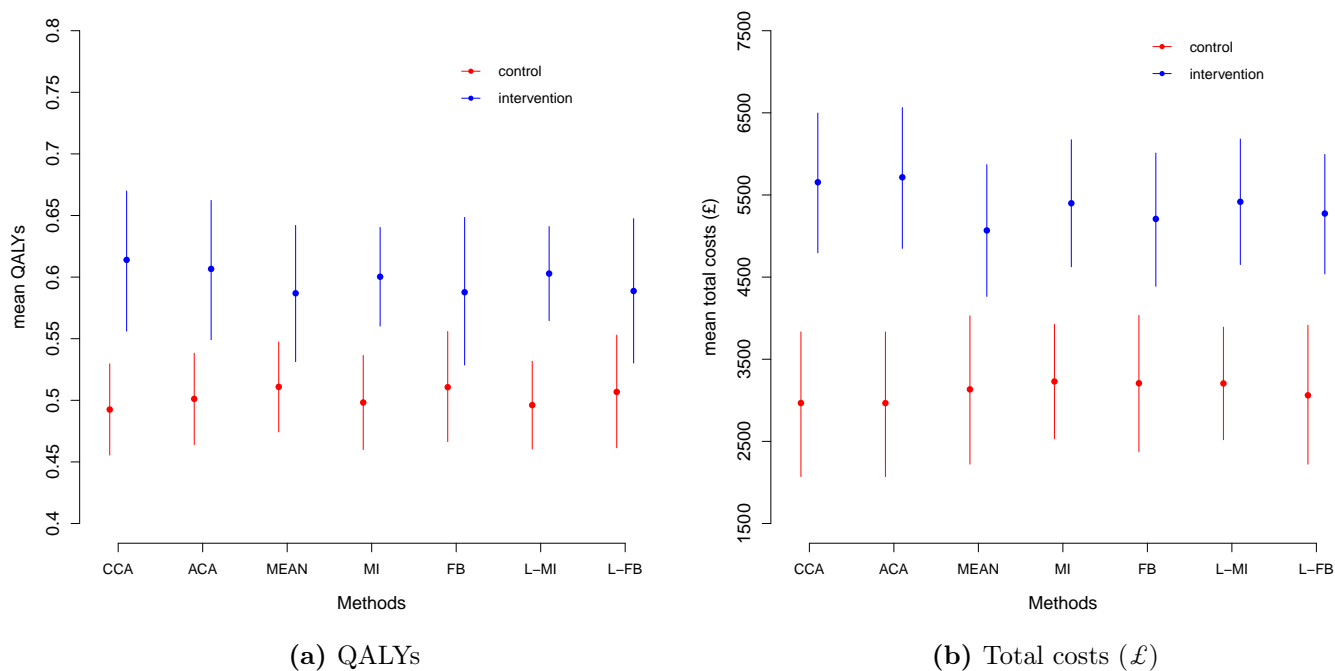 mean QALYs
0.8
0.75
0.7
0.65
0.6
0.55
0.5
0.45
0.4
control
intervention
CCA ACA MEAN MI FB L−MI L−FB
Methods
(a) QALYs
mean total costs (£)
7500
6500
5500
4500
3500
2500
1500
control
intervention
CCA ACA MEAN MI FB L−MI L−FB
Methods
(b) Total costs (£)